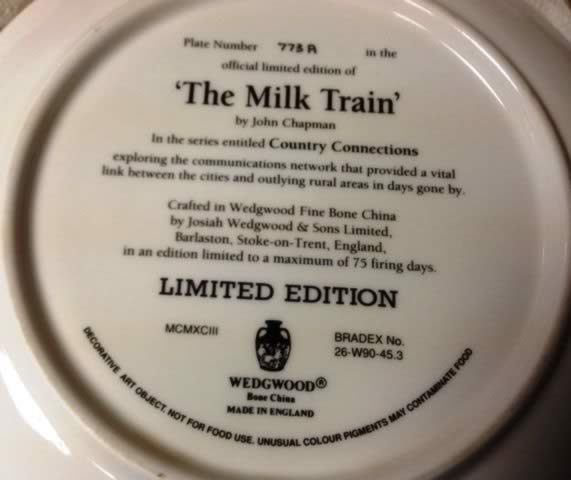 Plate Number 773A in the
official limited edition of
'The Milk Train'
by John Chapman
In the series entitled Country Connections
exploring the communications network that provided a vital
link between the cities and outlying rural areas in days gone by.
Crafted in Wedgwood Fine Bone China
by Josiah Wedgwood & Sons Limited,
Barlaston, Stoke-on-Trent, England,
in an edition limited to a maximum of 75 firing days.
LIMITED EDITION
MCMXCIII
BRADEX No.
26-W90-45.3
WEDGWOOD®
Bone China
MADE IN ENGLAND
DECORATIVE ART OBJECT. NOT FOR FOOD USE. UNUSUAL COLOUR PIGMENTS MAY CONTAMINATE FOOD